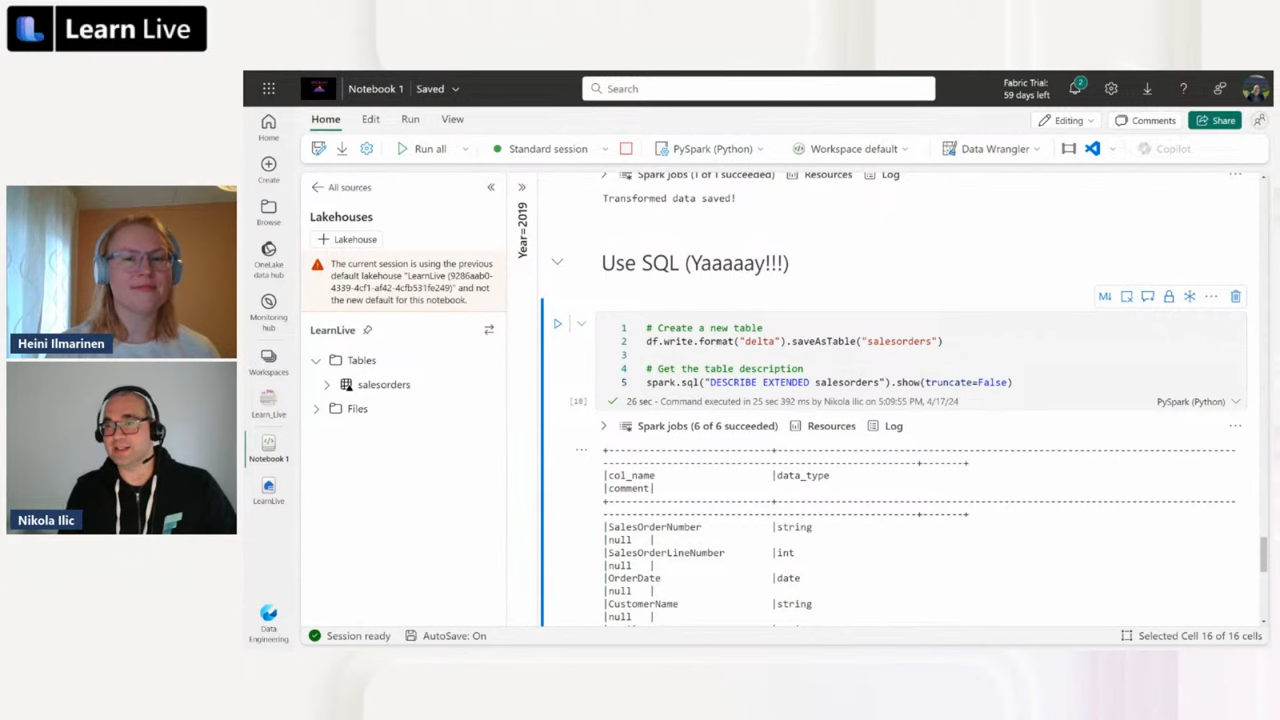 Learn Live
Notebook 1
Saved
Search
Fabric Trial:
59 days left
2
Home
Edit
Run
View
Editing
Comments
Share
Run all
Standard session
PySpark (Python)
Workspace default
Data Wrangler
Copilot
Home
Create
Browse
OneLake
data hub
Monitoring
hub
Workspaces
Learn_Live
Notebook 1
LearnLive
Data
Engineering
All sources
Lakehouses
Lakehouse
The current session is using the previous
default lakehouse "LearnLive (9286aab0-
4339-4cf1-af42-4cfb531fe249)" and not
the new default for this notebook.
LearnLive
Tables
salesorders
Files
Year=2019
Spark jobs (1 of 1 succeeded)
Resources
Log
Transformed data saved!
Use SQL (Yaaaaay!!!)
M↓
1 # Create a new table
2 df.write.format("delta").saveAsTable("salesorders")
3
4 # Get the table description
5 spark.sql("DESCRIBE EXTENDED salesorders").show(truncate=False)
[18]
26 sec - Command executed in 25 sec 392 ms by Nikola Ilic on 5:09:55 PM, 4/17/24
PySpark (Python)
Spark jobs (6 of 6 succeeded)
Resources
Log
|col_name |data_type
|comment|
|SalesOrderNumber |string
|null |
|SalesOrderLineNumber |int
|null |
|OrderDate |date
|null |
|CustomerName |string
|null |
Session ready
AutoSave: On
Selected Cell 16 of 16 cells
Heini Ilmarinen
Nikola Ilic